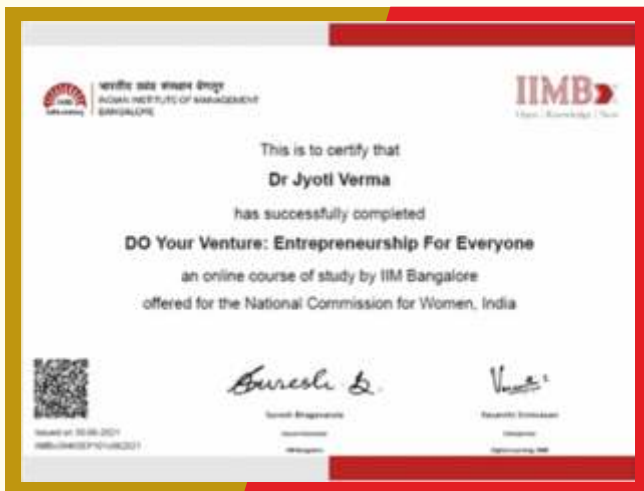 भारतीय प्रबंध संस्थान बेंगलूर
INDIAN INSTITUTE OF MANAGEMENT
BANGALORE
IIMBx
This is to certify that
Dr Jyoti Verma
has successfully completed
DO Your Venture: Entrepreneurship For Everyone
an online course of study by IIM Bangalore
offered for the National Commission for Women, India
Suresh